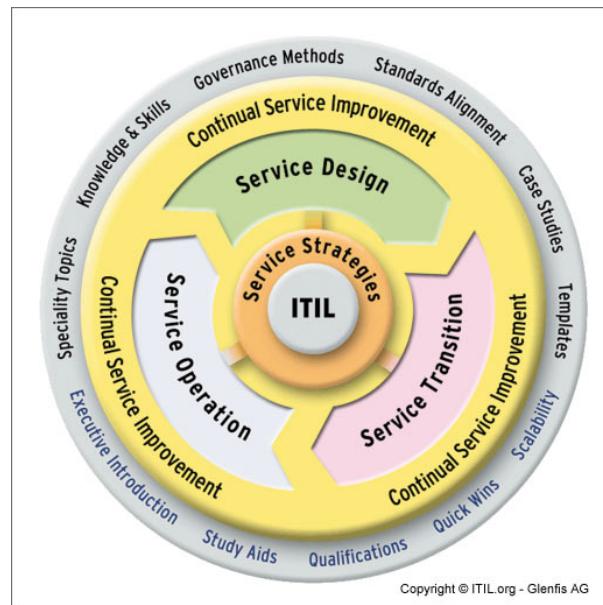 Governance Methods
Standards Alignment
Knowledge & Skills
Case Studies
Speciality Topics
Templates
Executive Introduction
Scalability
Study Aids
Qualifications
Quick Wins
Continual Service Improvement
Continual Service Improvement
Continual Service Improvement
Service Design
Service Transition
Service Operation
Service Strategies
ITIL
Copyright © ITIL.org - Glenfis AG